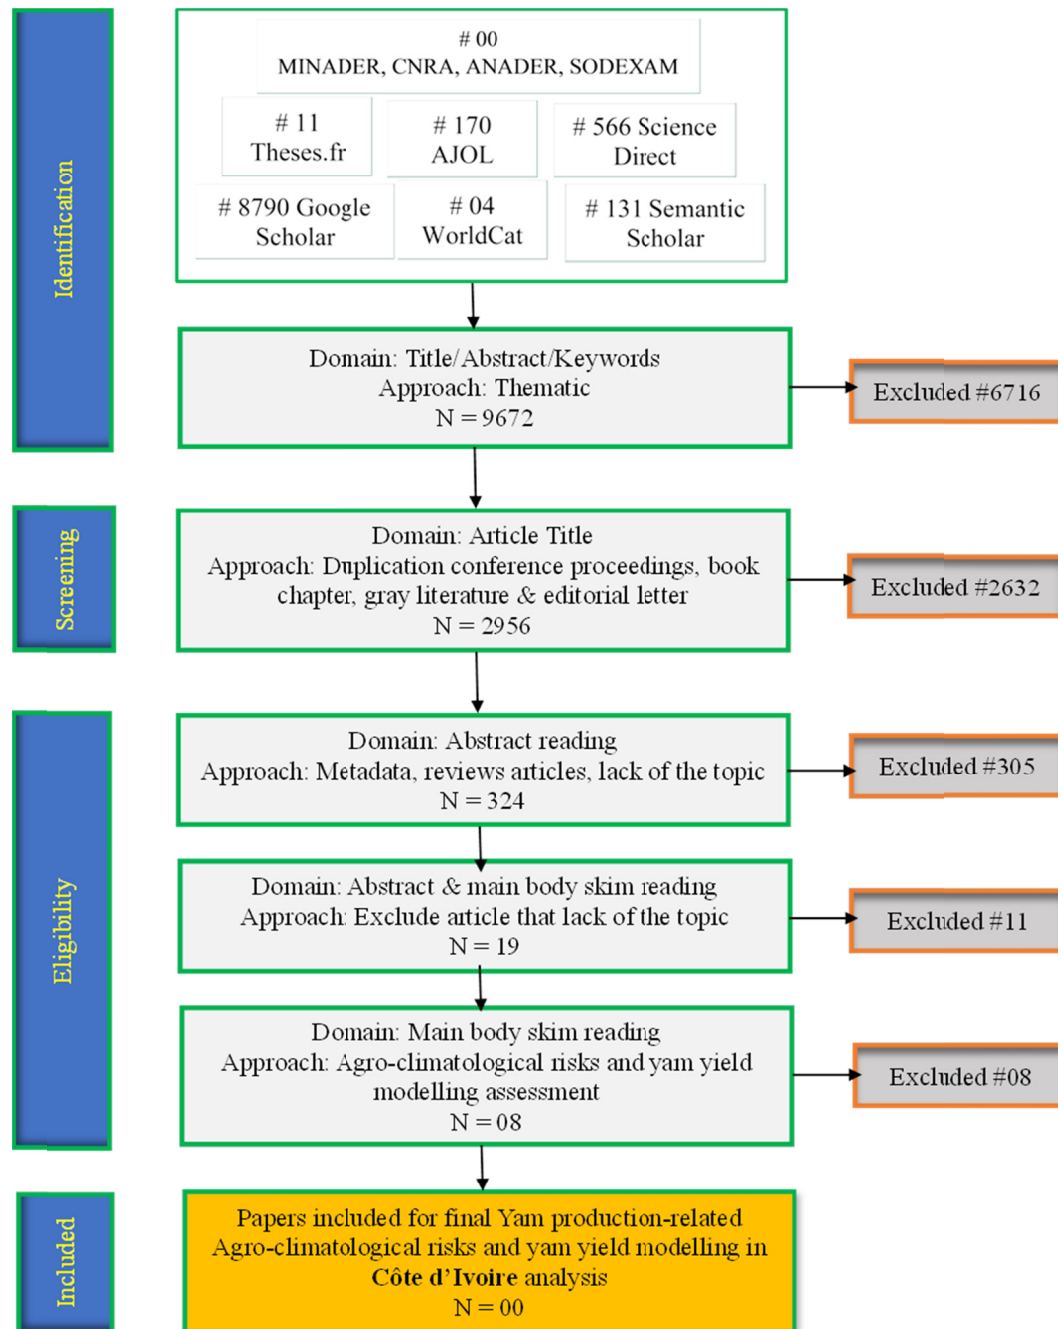 Identification
# 00
MINADER, CNRA, ANADER, SODEXAM
# 11
Theses.fr
# 170
AJOL
# 566 Science
Direct
# 8790 Google
Scholar
# 04
WorldCat
# 131 Semantic
Scholar
Domain: Title/Abstract/Keywords
Approach: Thematic
N = 9672
Excluded #6716
Screening
Domain: Article Title
Approach: Duplication conference proceedings, book
chapter, gray literature & editorial letter
N = 2956
Excluded #2632
Eligibility
Domain: Abstract reading
Approach: Metadata, reviews articles, lack of the topic
N = 324
Excluded #305
Domain: Abstract & main body skim reading
Approach: Exclude article that lack of the topic
N = 19
Excluded #11
Domain: Main body skim reading
Approach: Agro-climatological risks and yam yield
modelling assessment
N = 08
Excluded #08
Included
Papers included for final Yam production-related
Agro-climatological risks and yam yield modelling in
Côte d’Ivoire analysis
N = 00